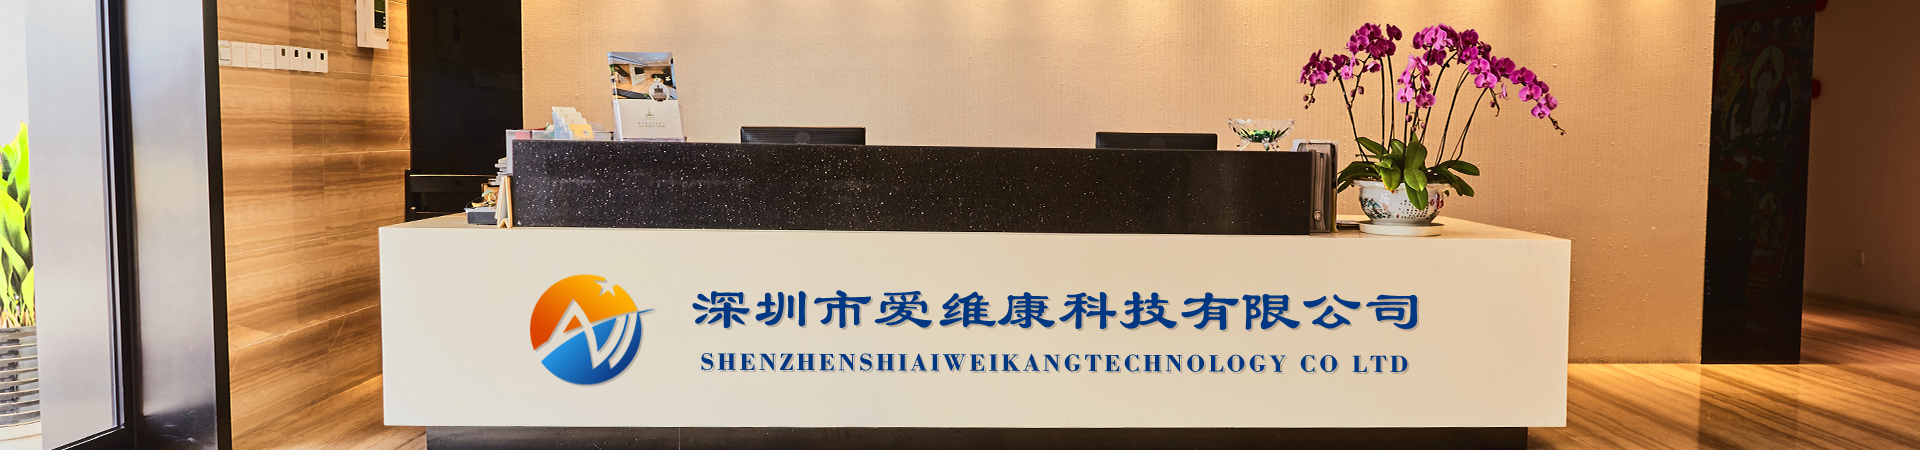 深圳市爱维康科技有限公司
SHENZHENSHIAIWEIKANGTECHNOLOGY CO LTD